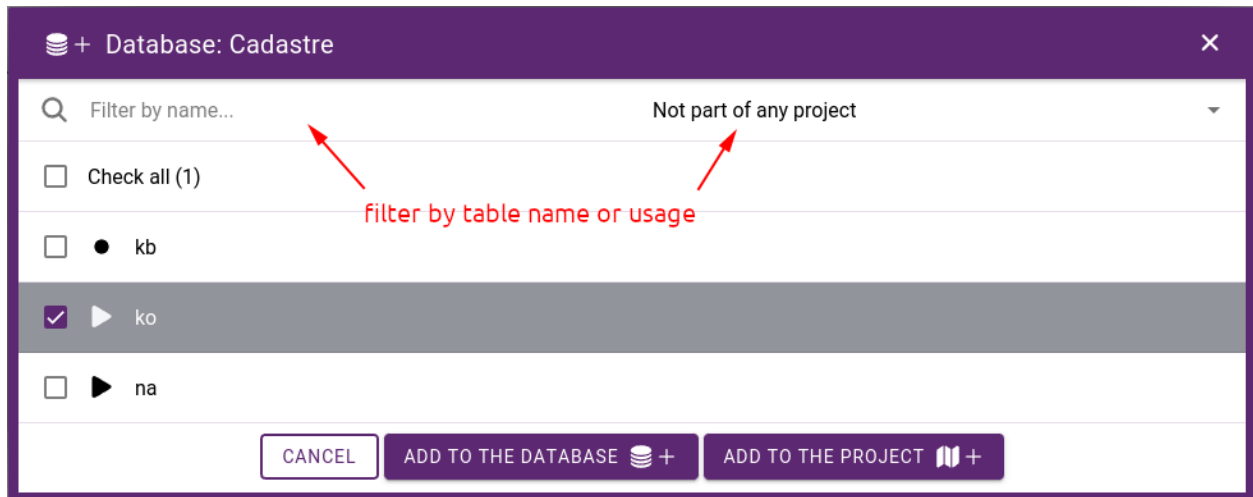 Database: Cadastre
Filter by name...
Not part of any project
Check all (1)
filter by table name or usage
kb
ko
na
CANCEL
ADD TO THE DATABASE
ADD TO THE PROJECT